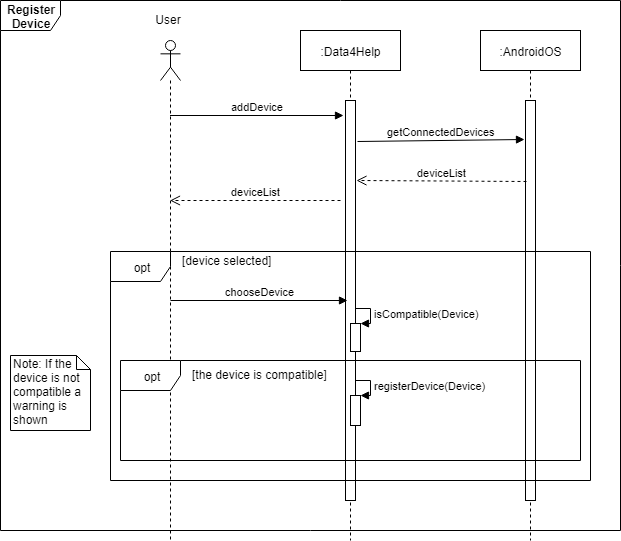 Register
Device
User
:Data4Help
:AndroidOS
addDevice
getConnectedDevices
deviceList
deviceList
opt
[device selected]
chooseDevice
isCompatible(Device)
Note: If the
device is not
compatible a
warning is
shown
opt
[the device is compatible]
registerDevice(Device)